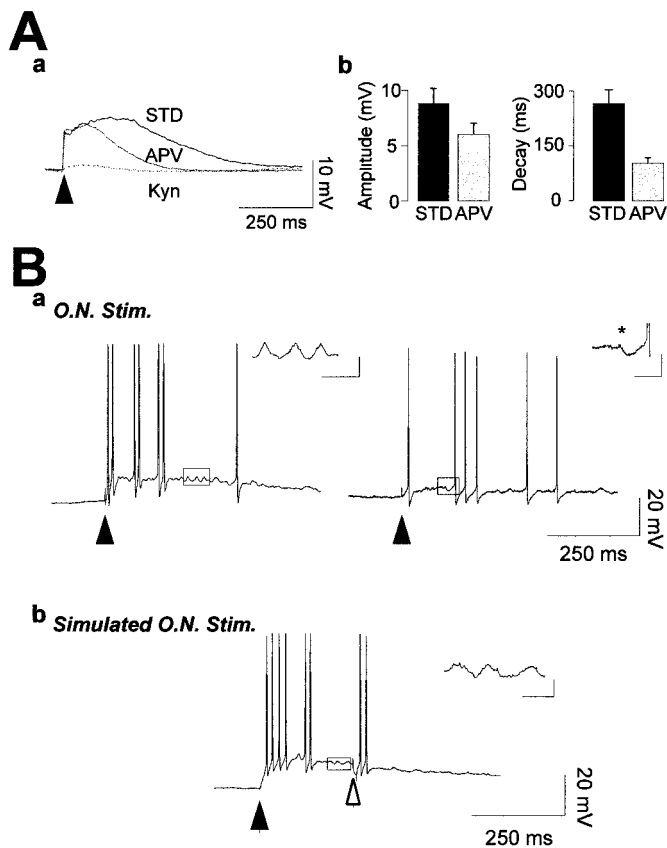 A
a
STD
APV
Kyn
10 mV
250 ms
b
Amplitude (mV)
10
5
0
STD APV
Decay (ms)
300
150
0
STD APV
B
a O.N. Stim.
*
20 mV
250 ms
b Simulated O.N. Stim.
20 mV
250 ms